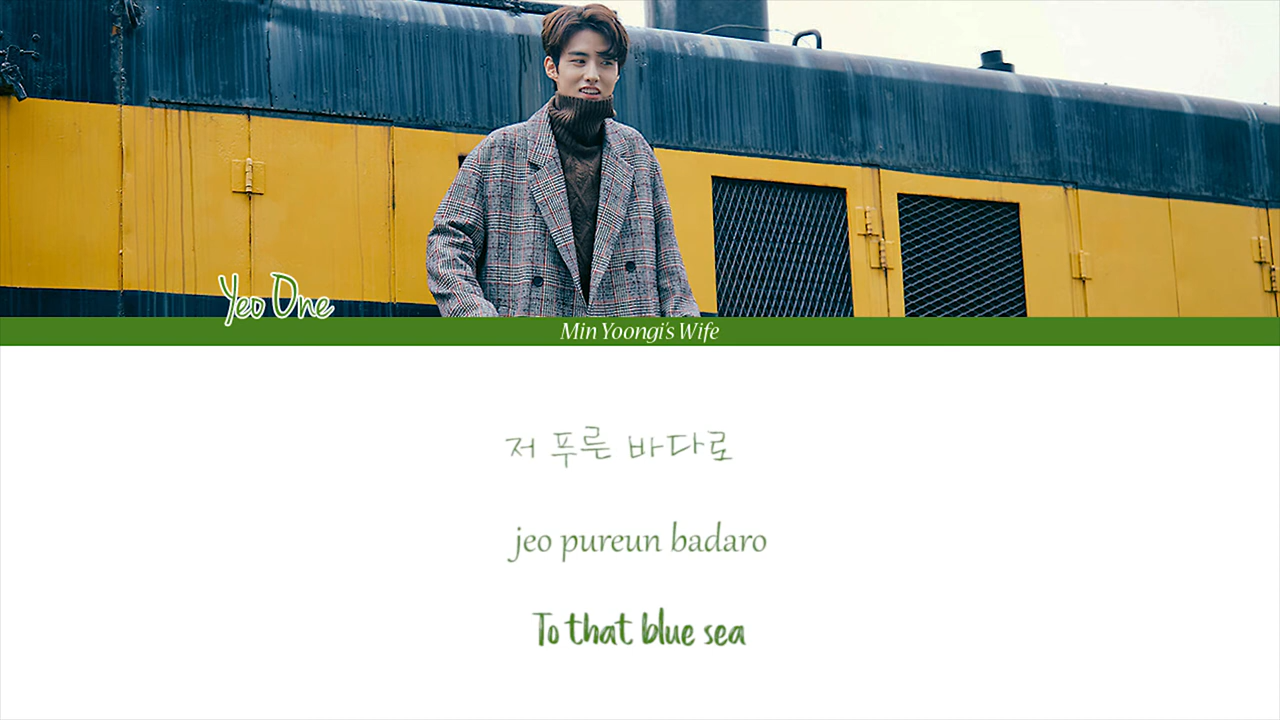 Yeo One
Min Yoongi's Wife
저 푸른 바다로
jeo pureun badaro
To that blue sea